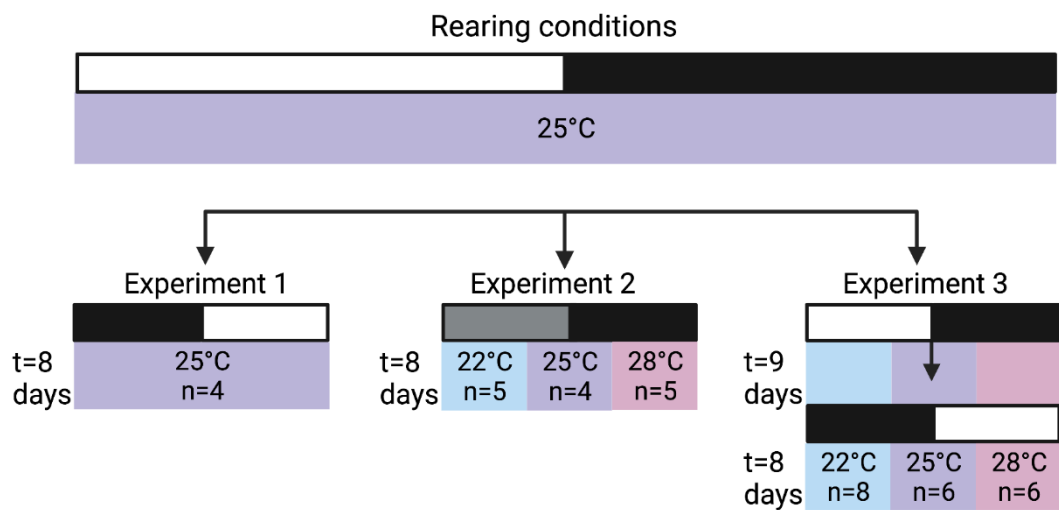 Rearing conditions
25°C
Experiment 1
Experiment 2
Experiment 3
t=8
days
25°C
n=4
t=8
days
22°C
n=5
25°C
n=4
28°C
n=5
t=9
days
t=8
days
22°C
n=8
25°C
n=6
28°C
n=6